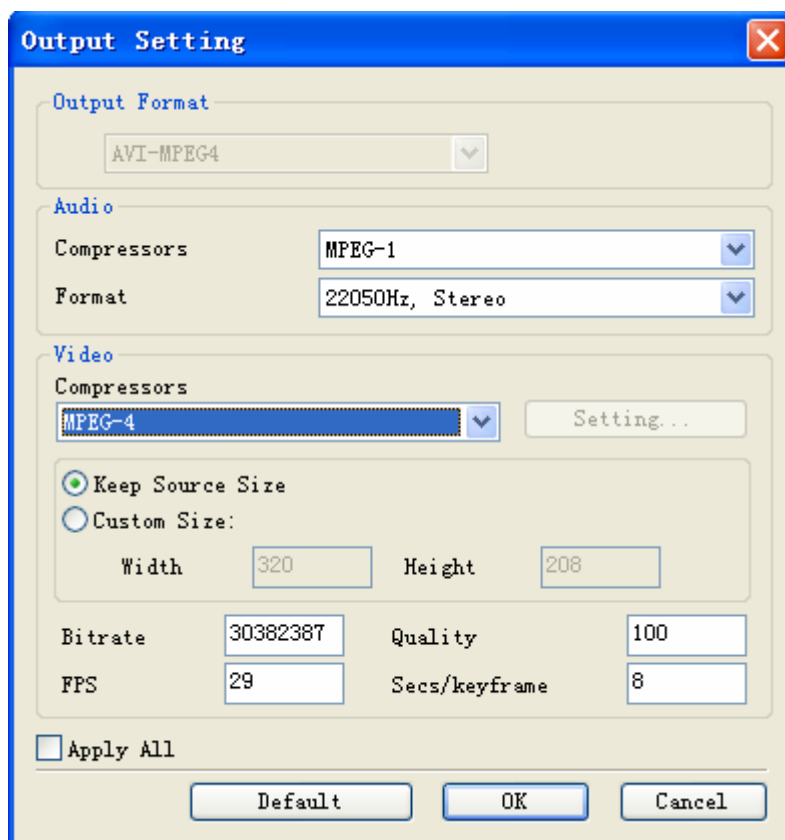 Output Setting
Output Format
AVI-MPEG4
Audio
Compressors MPEG-1
Format 22050Hz, Stereo
Video
Compressors
MPEG-4 Setting...
Keep Source Size
Custom Size:
Width 320 Height 208
Bitrate 30382387 Quality 100
FPS 29 Secs/keyframe 8
Apply All
Default OK Cancel